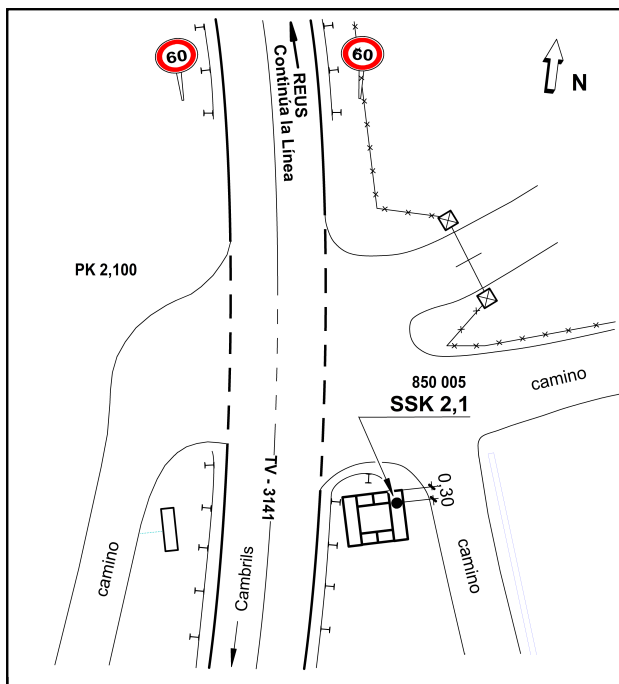 60
60
REUS
Continúa la Línea
N
PK 2,100
850 005
SSK 2,1
camino
0,30
TV - 3141
Cambrils
camino
camino